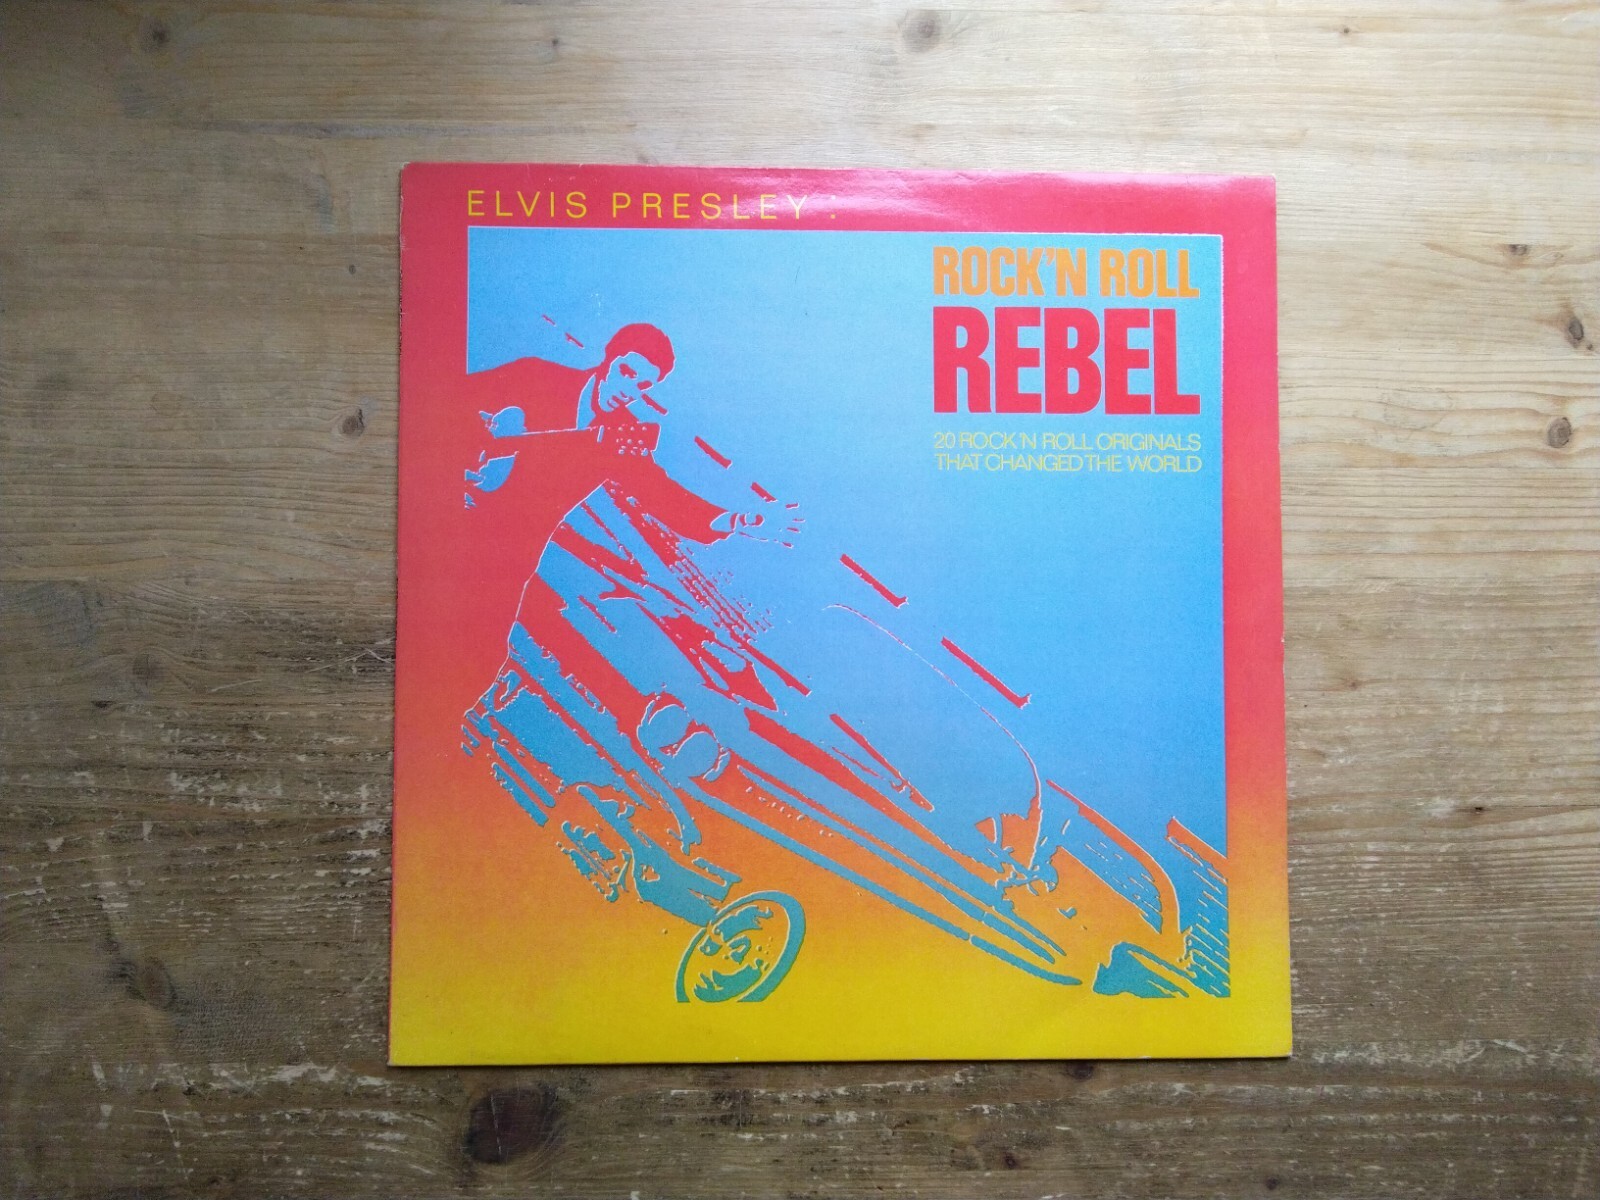 ELVIS PRESLEY :
ROCK'N ROLL
REBEL
20 ROCK'N ROLL ORIGINALS
THAT CHANGED THE WORLD